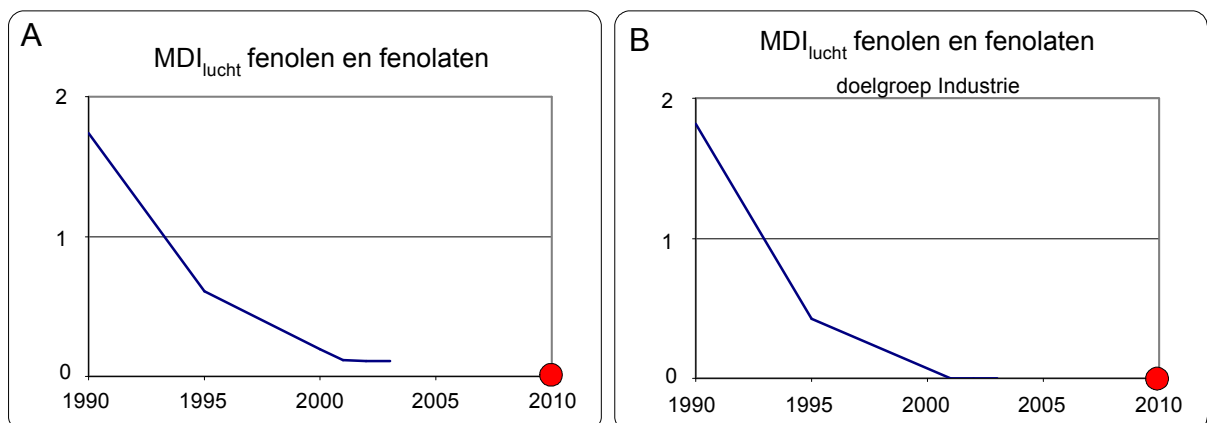 A
MDIlucht fenolen en fenolaten
2
1
0
1990 1995 2000 2005 2010
B
MDIlucht fenolen en fenolaten
doelgroep Industrie
2
1
0
1990 1995 2000 2005 2010